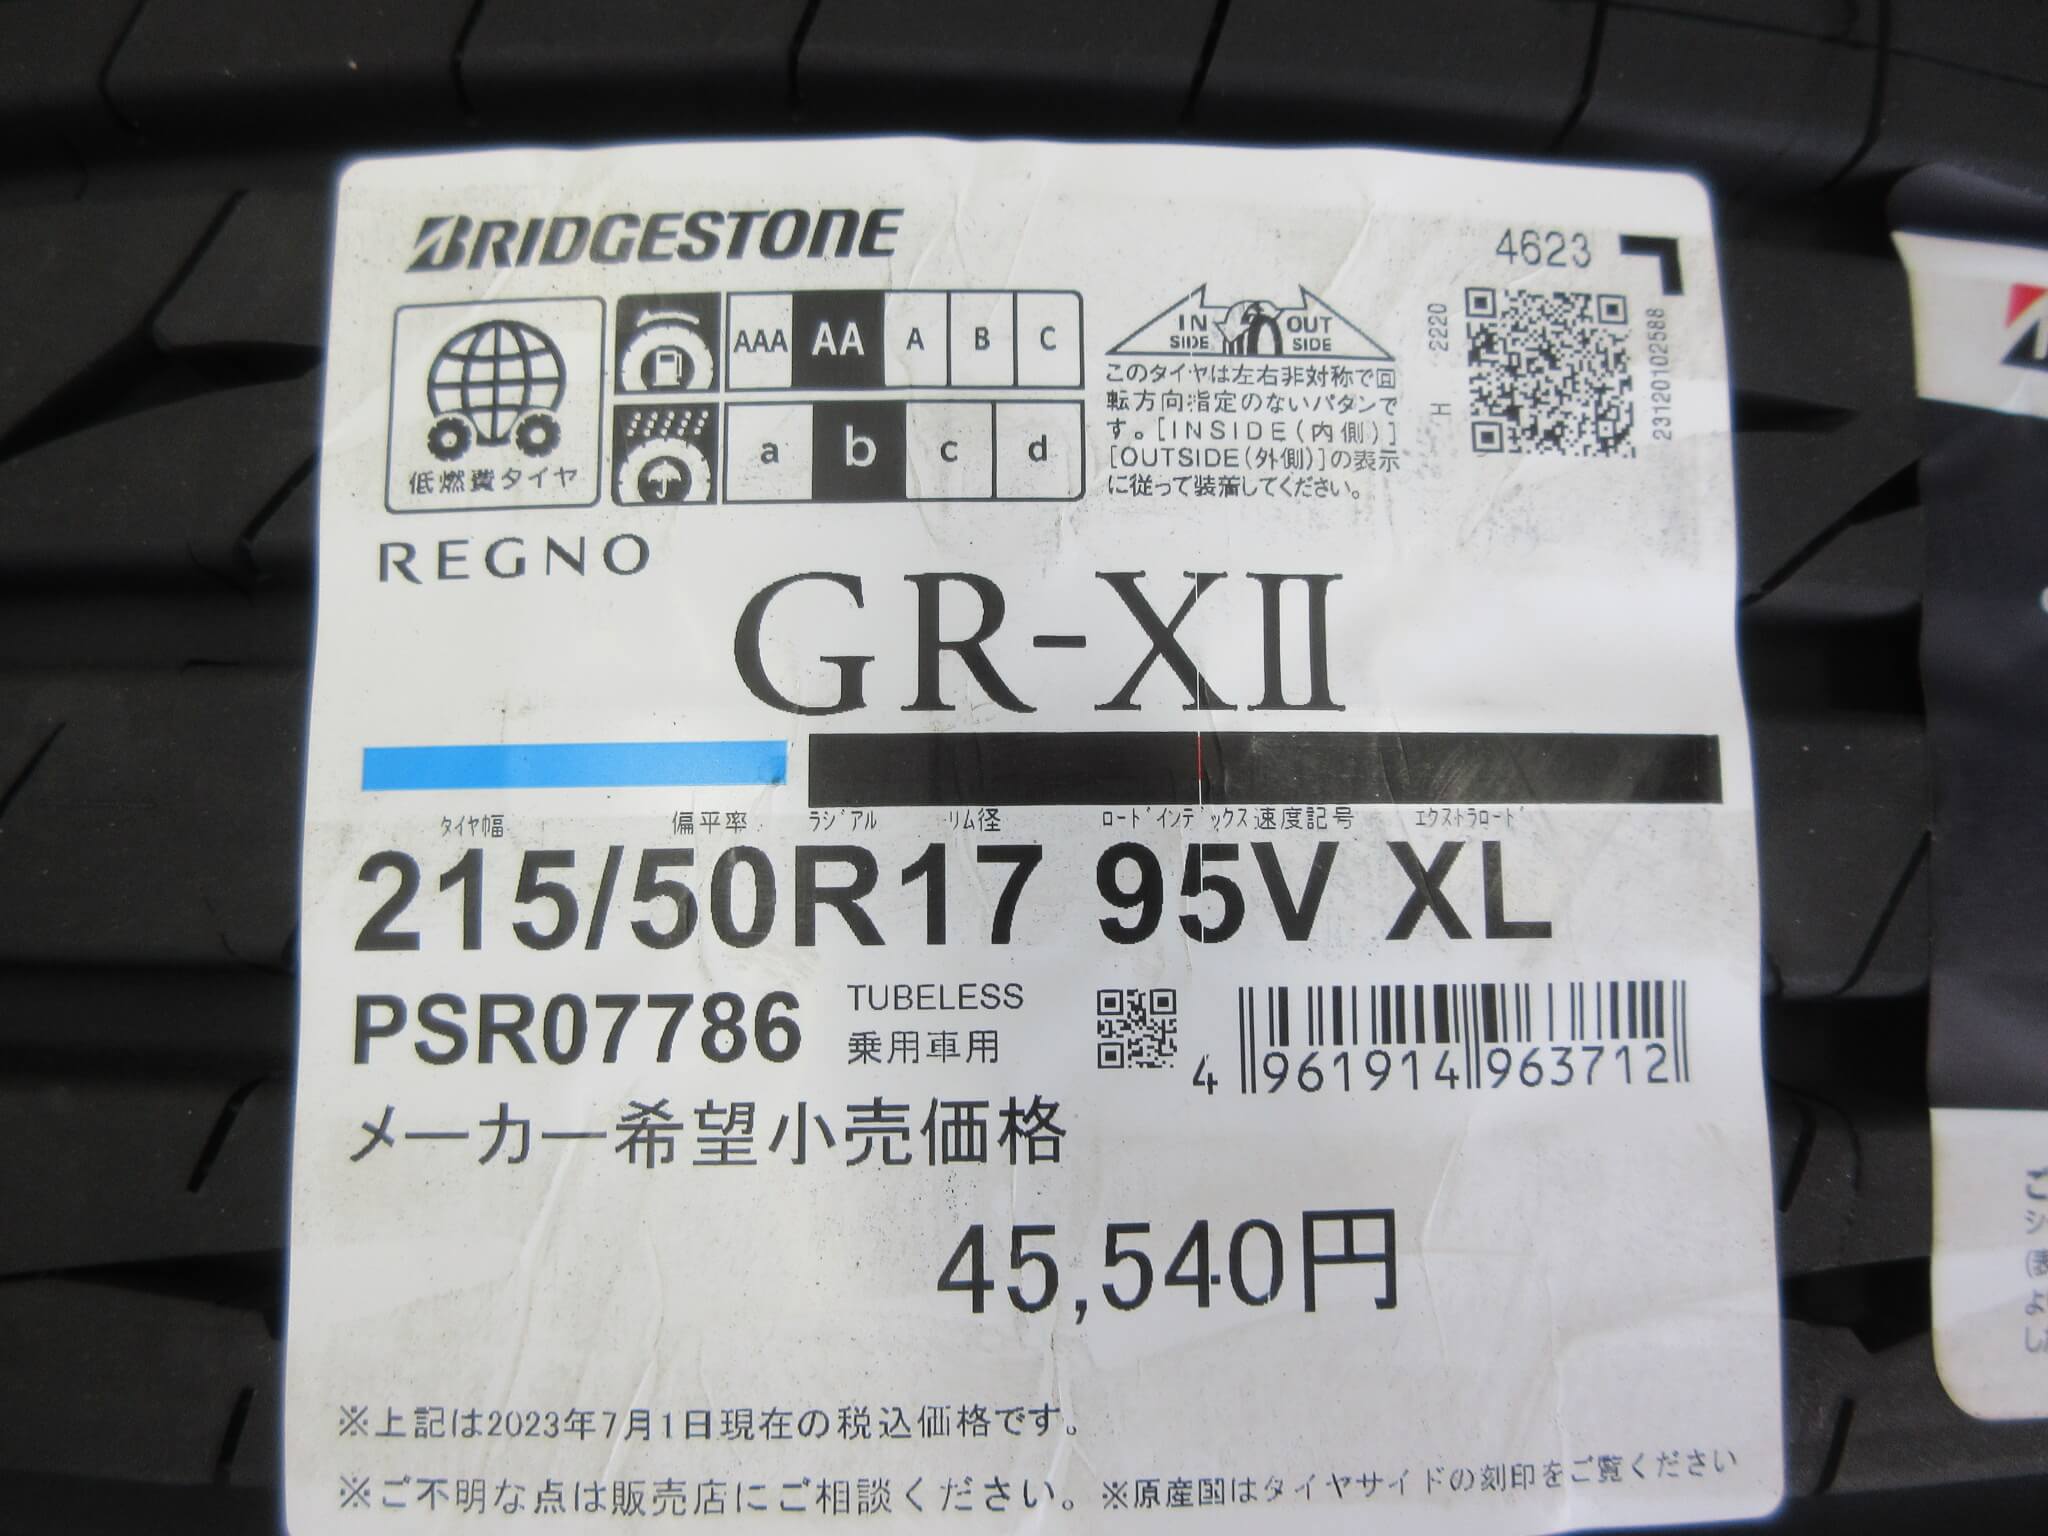 BRIDGESTONE
4623
低燃費タイヤ
AAA AA A B C
a b c d
IN SIDE OUT SIDE
このタイヤは左右非対称で回
転方向指定のないパタンで
す。[INSIDE(内側)]
[OUTSIDE(外側)]の表示
に従って装着してください。
2220
エ
23120102588
REGNO
GR-XII
タイヤ幅 偏平率 ラジアル リム径 ロードインデックス 速度記号 エクストラロード
215/50R17 95V XL
PSR07786
TUBELESS
乗用車用
4 961914 963712
メーカー希望小売価格
45,540円
※上記は2023年7月1日現在の税込価格です。
※ご不明な点は販売店にご相談ください。 ※原産国はタイヤサイドの刻印をご覧ください